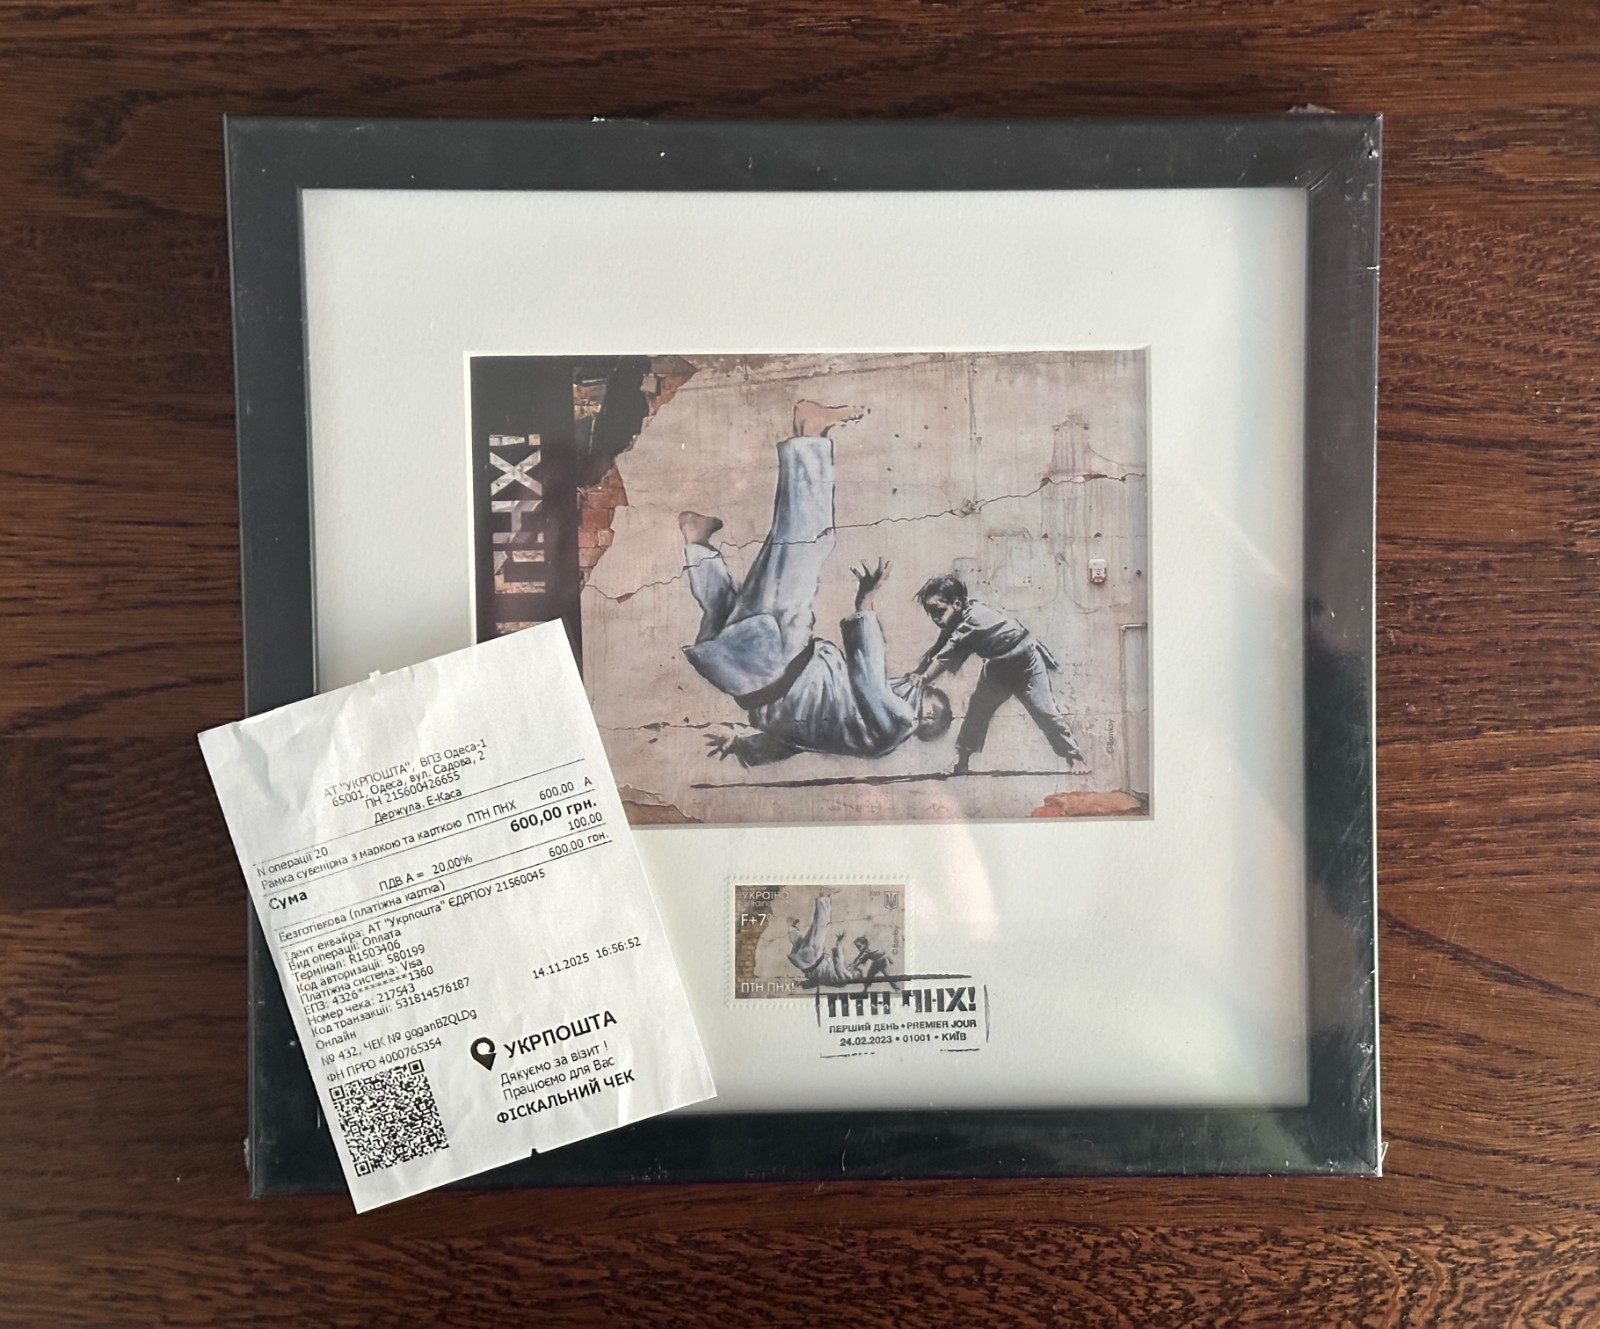 ПНХ!
©Banksy
АТ "УКРПОШТА", ВПЗ Одеса-1
65001, Одеса, вул. Садова, 2
ПН 215600426655
Держула. Е-Каса
N операції 20
Рамка сувенірна з маркою та карткою ПТН ПНХ 600,00 А
Сума 600,00 грн.
ПДВ А = 20,00% 100,00
Безготівкова (платіжна картка) 600,00 грн.
Ідент еквайра: АТ "Укрпошта" ЄДРПОУ 21560045
Вид операції: Оплата
Термінал: R1503406
Код авторизації: 580199
Платіжна система: Visa
ЕПЗ: 4326********1360
Номер чека: 217543
Код транзакції: 531814576187
Онлайн 14.11.2025 16:56:52
№ 432, ЧЕК № gqganBZQLDg
ФН ПРРО 4000765354
УКРПОШТА
Дякуємо за візит !
Працюємо для Вас
ФІСКАЛЬНИЙ ЧЕК
Україна
F+7
©Banksy
ПТН ПНХ!
ПТН ПНХ!
ПЕРШИЙ ДЕНЬ • PREMIER JOUR
24.02.2023 • 01001 • КИЇВ